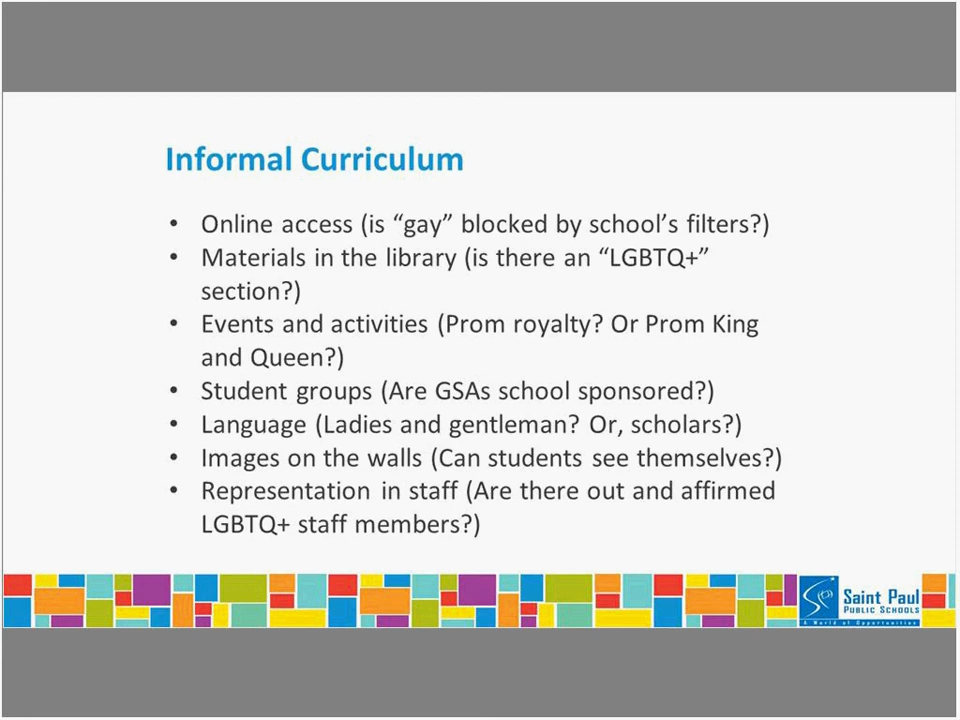 Informal Curriculum
• Online access (is “gay” blocked by school’s filters?)
• Materials in the library (is there an “LGBTQ+”
section?)
• Events and activities (Prom royalty? Or Prom King
and Queen?)
• Student groups (Are GSAs school sponsored?)
• Language (Ladies and gentleman? Or, scholars?)
• Images on the walls (Can students see themselves?)
• Representation in staff (Are there out and affirmed
LGBTQ+ staff members?)
Saint Paul
PUBLIC SCHOOLS
A World of Opportunities